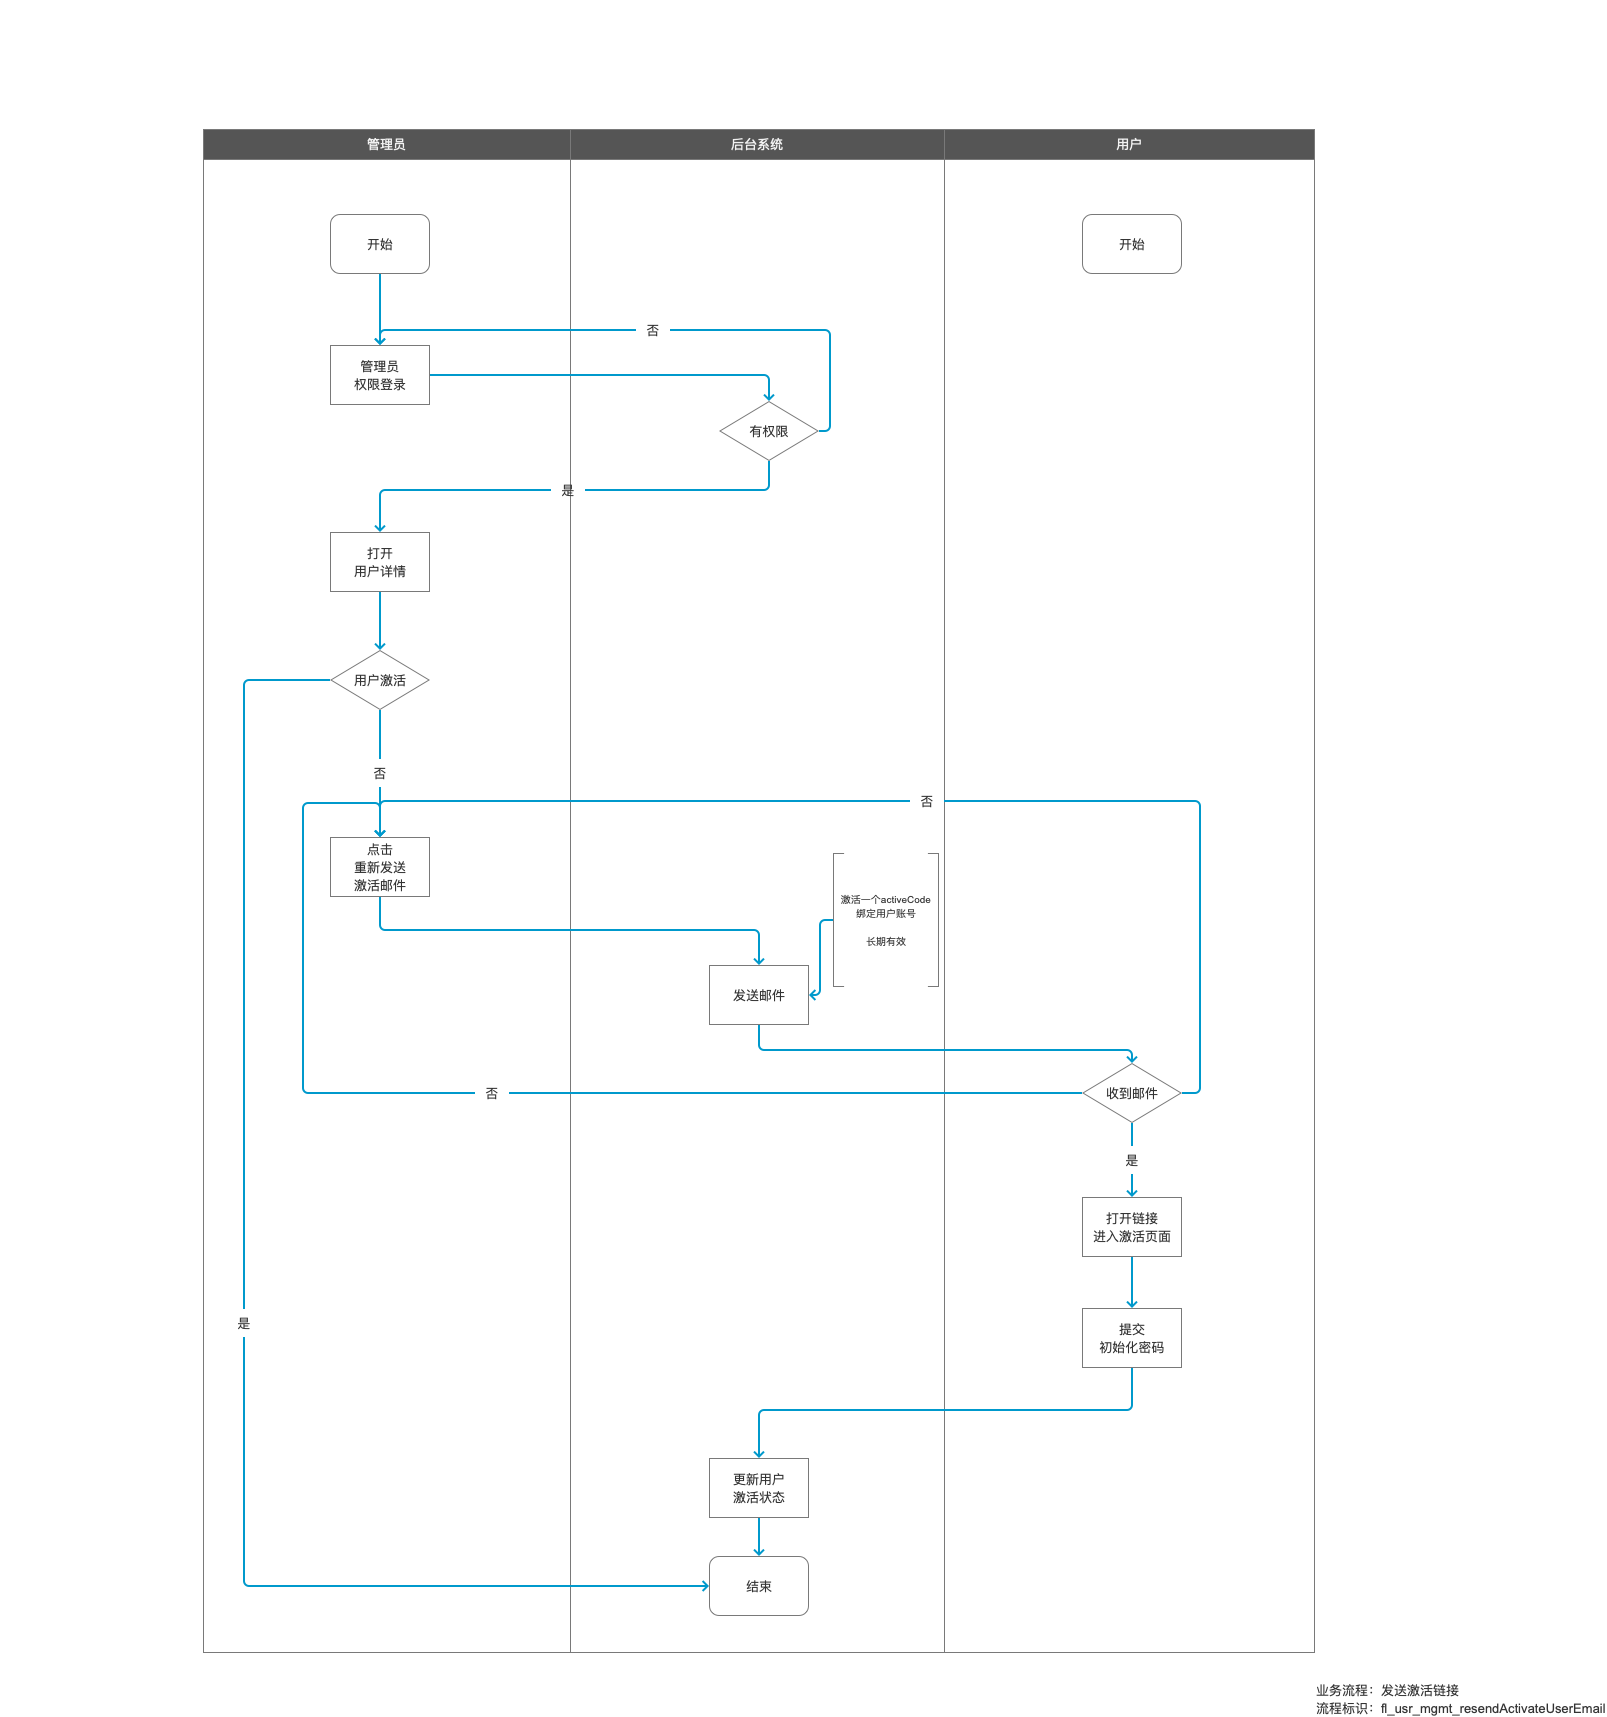 管理员
后台系统
用户
开始
开始
否
管理员
权限登录
有权限
是
打开
用户详情
用户激活
否
否
点击
重新发送
激活邮件
激活一个activeCode
绑定用户账号
长期有效
发送邮件
否
收到邮件
是
打开链接
进入激活页面
是
提交
初始化密码
更新用户
激活状态
结束
业务流程：发送激活链接
流程标识：fl_usr_mgmt_resendActivateUserEmail